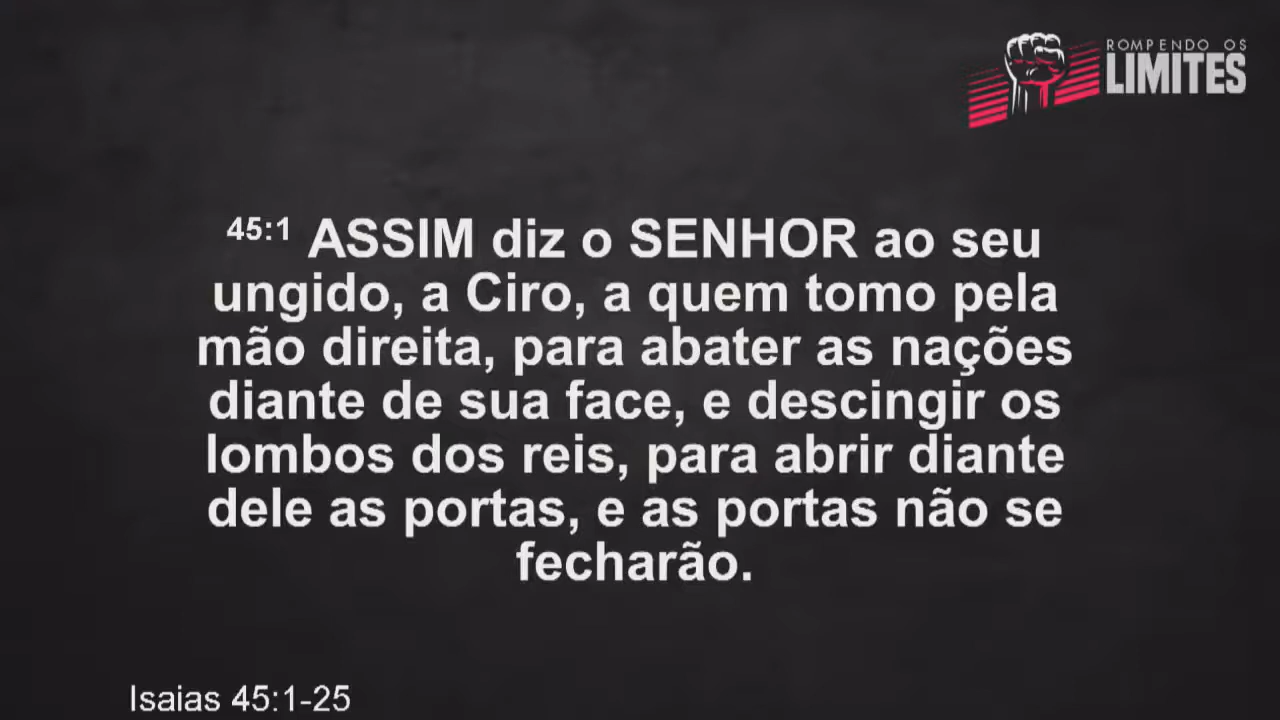 ROMPENDO OS
LIMITES
45:1 ASSIM diz o SENHOR ao seu
ungido, a Ciro, a quem tomo pela
mão direita, para abater as nações
diante de sua face, e descingir os
lombos dos reis, para abrir diante
dele as portas, e as portas não se
fecharão.
Isaias 45:1-25